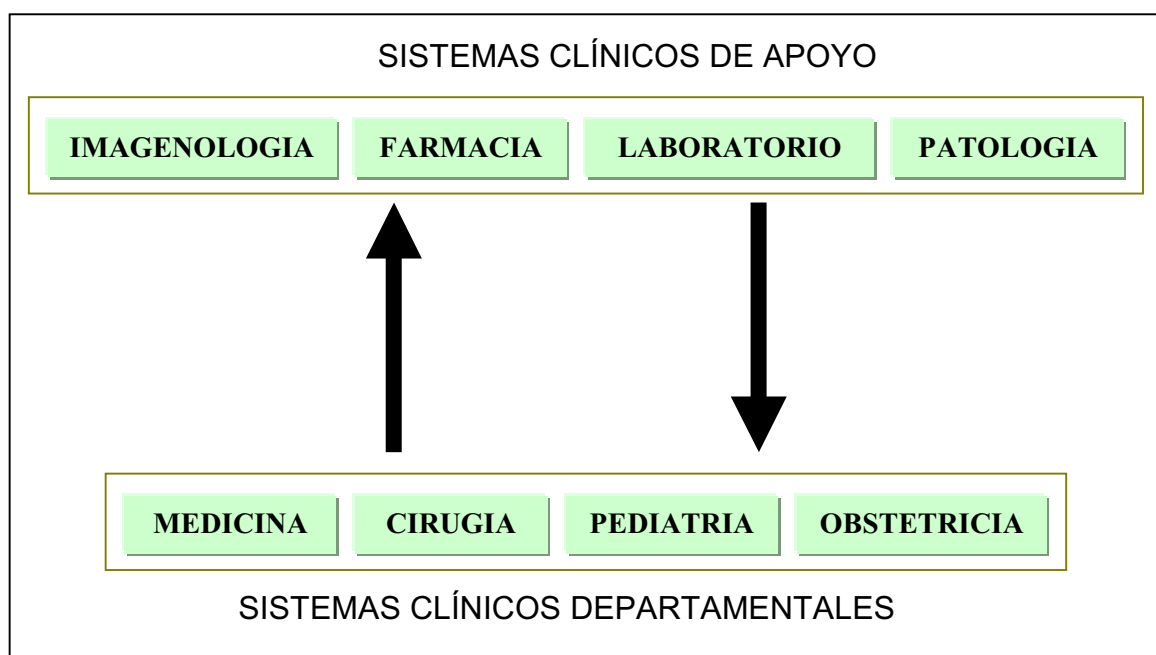 SISTEMAS CLÍNICOS DE APOYO
IMAGENOLOGIA FARMACIA LABORATORIO PATOLOGIA
MEDICINA CIRUGIA PEDIATRIA OBSTETRICIA
SISTEMAS CLÍNICOS DEPARTAMENTALES